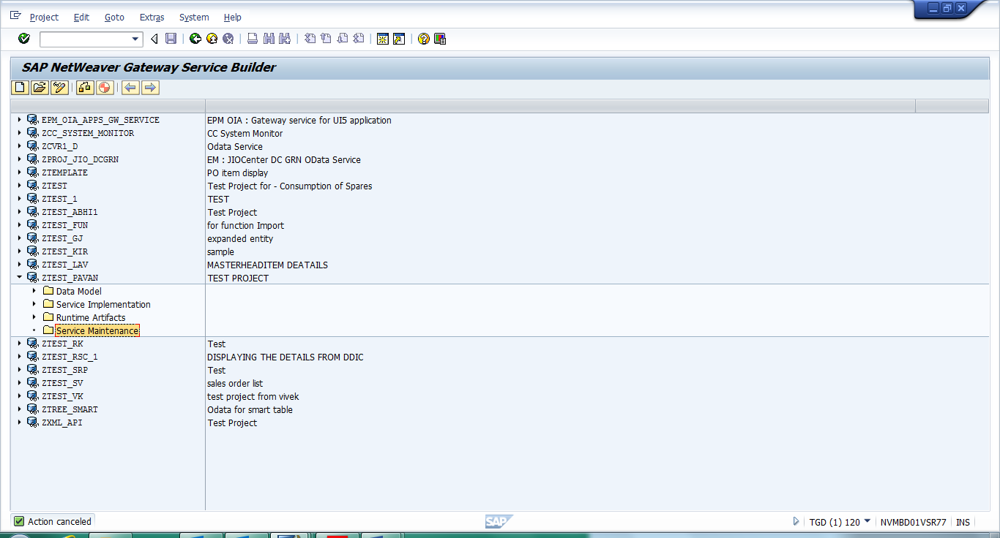 Project Edit Goto Extras System Help
SAP NetWeaver Gateway Service Builder
EPM_OIA_APPS_GW_SERVICE EPM OIA : Gateway service for UI5 application
ZCC_SYSTEM_MONITOR CC System Monitor
ZCVR1_D Odata Service
ZPROJ_JIO_DCGRN EM : JIOCenter DC GRN OData Service
ZTEMPLATE PO item display
ZTEST Test Project for - Consumption of Spares
ZTEST_1 TEST
ZTEST_ABHI1 Test Project
ZTEST_FUN for function Import
ZTEST_GJ expanded entity
ZTEST_KIR sample
ZTEST_LAV MASTERHEADITEM DEATAILS
ZTEST_PAVAN TEST PROJECT
Data Model
Service Implementation
Runtime Artifacts
Service Maintenance
ZTEST_RK Test
ZTEST_RSC_1 DISPLAYING THE DETAILS FROM DDIC
ZTEST_SRP Test
ZTEST_SV sales order list
ZTEST_VK test project from vivek
ZTREE_SMART Odata for smart table
ZXML_API Test Project
Action canceled SAP TGD (1) 120 NVMBD01VSR77 INS